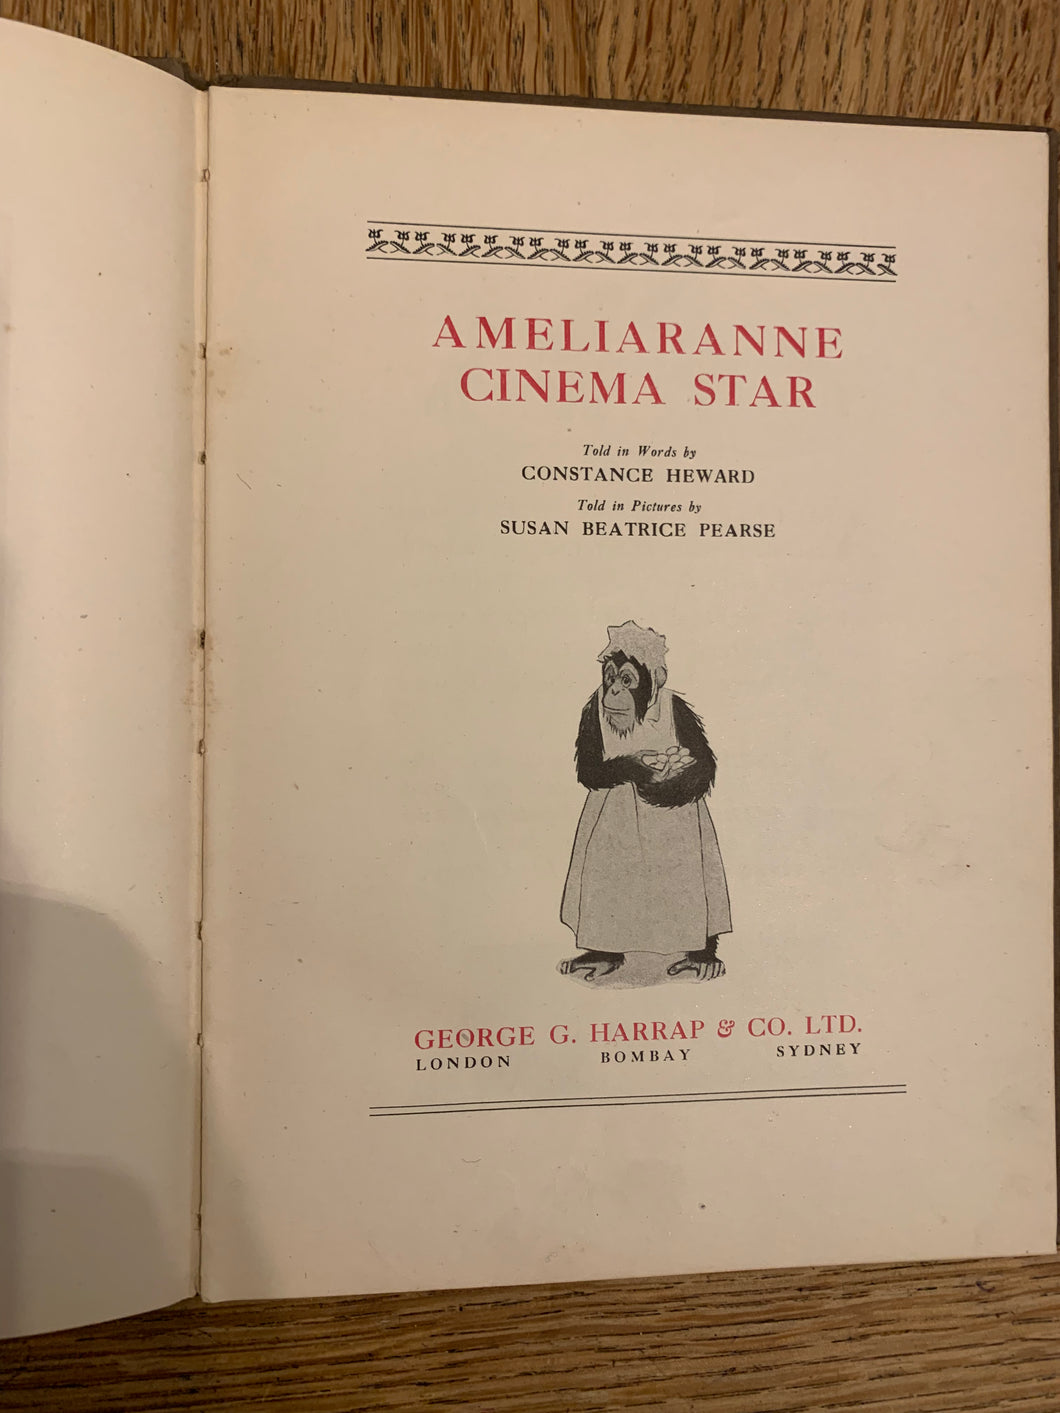 AMELIARANNE
CINEMA STAR
Told in Words by
CONSTANCE HEWARD
Told in Pictures by
SUSAN BEATRICE PEARSE
GEORGE G. HARRAP & CO. LTD.
LONDON BOMBAY SYDNEY